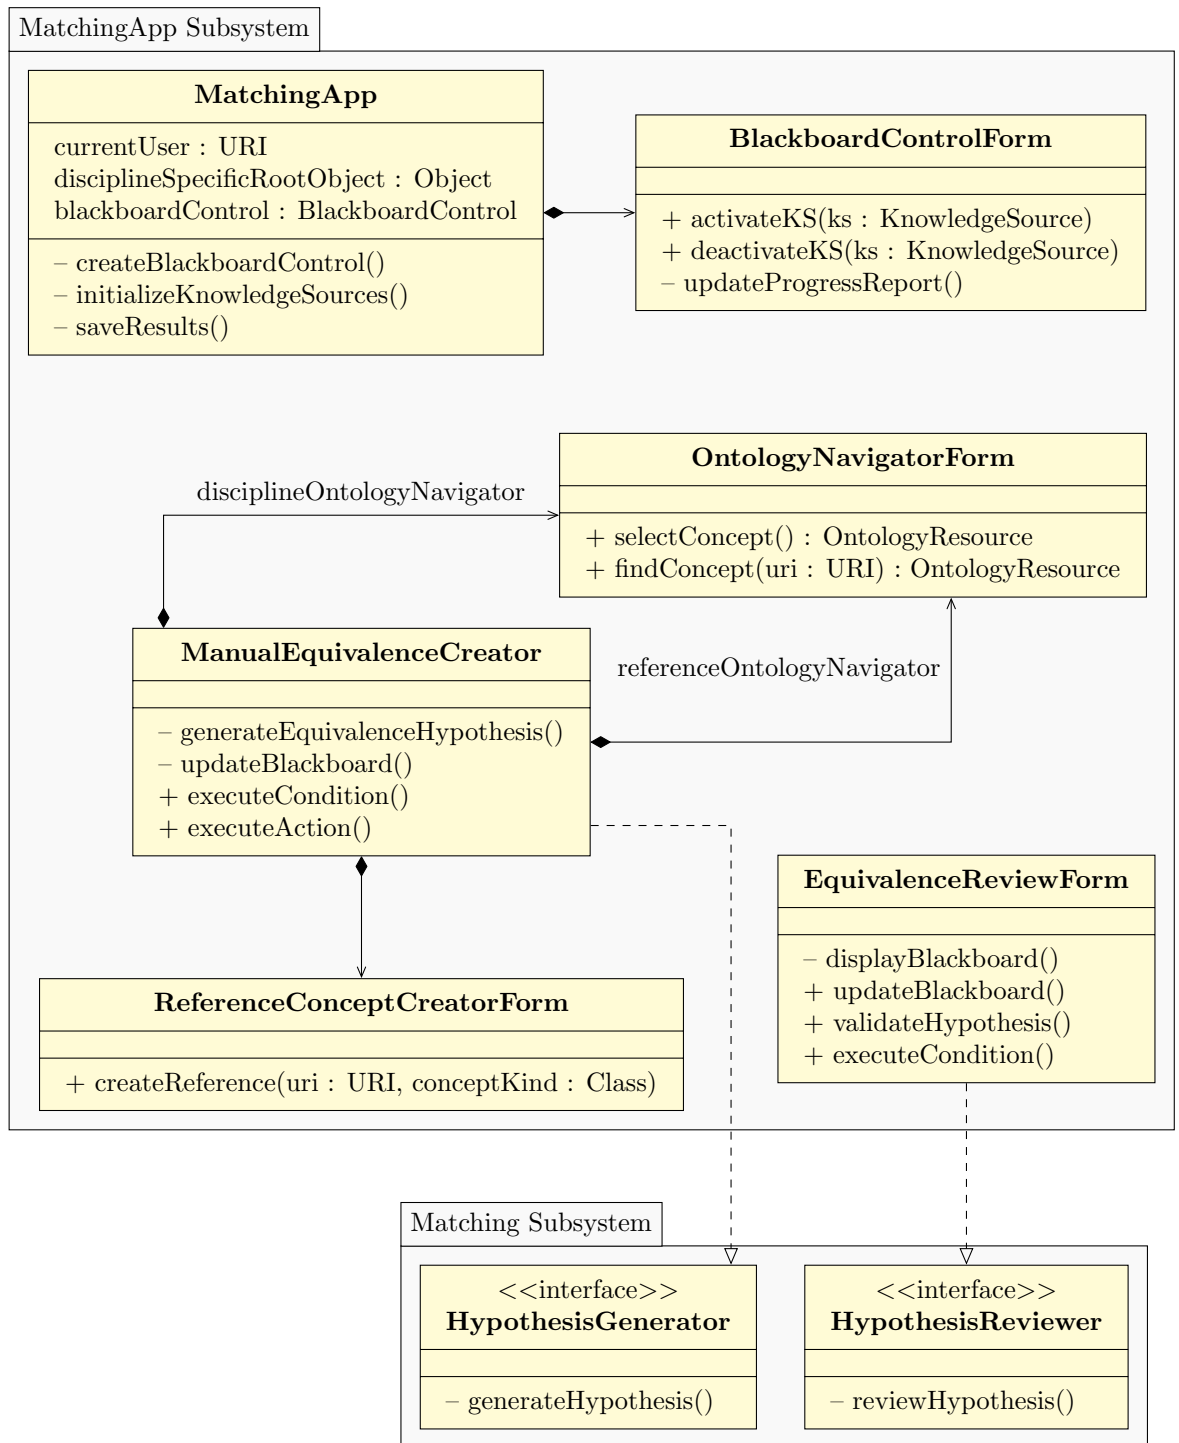 MatchingApp Subsystem
MatchingApp
currentUser : URI
disciplineSpecificRootObject : Object
blackboardControl : BlackboardControl
– createBlackboardControl()
– initializeKnowledgeSources()
– saveResults()
BlackboardControlForm
+ activateKS(ks : KnowledgeSource)
+ deactivateKS(ks : KnowledgeSource)
– updateProgressReport()
OntologyNavigatorForm
+ selectConcept() : OntologyResource
+ findConcept(uri : URI) : OntologyResource
disciplineOntologyNavigator
ManualEquivalenceCreator
– generateEquivalenceHypothesis()
– updateBlackboard()
+ executeCondition()
+ executeAction()
referenceOntologyNavigator
EquivalenceReviewForm
– displayBlackboard()
+ updateBlackboard()
+ validateHypothesis()
+ executeCondition()
ReferenceConceptCreatorForm
+ createReference(uri : URI, conceptKind : Class)
Matching Subsystem
<<interface>>
HypothesisGenerator
– generateHypothesis()
<<interface>>
HypothesisReviewer
– reviewHypothesis()